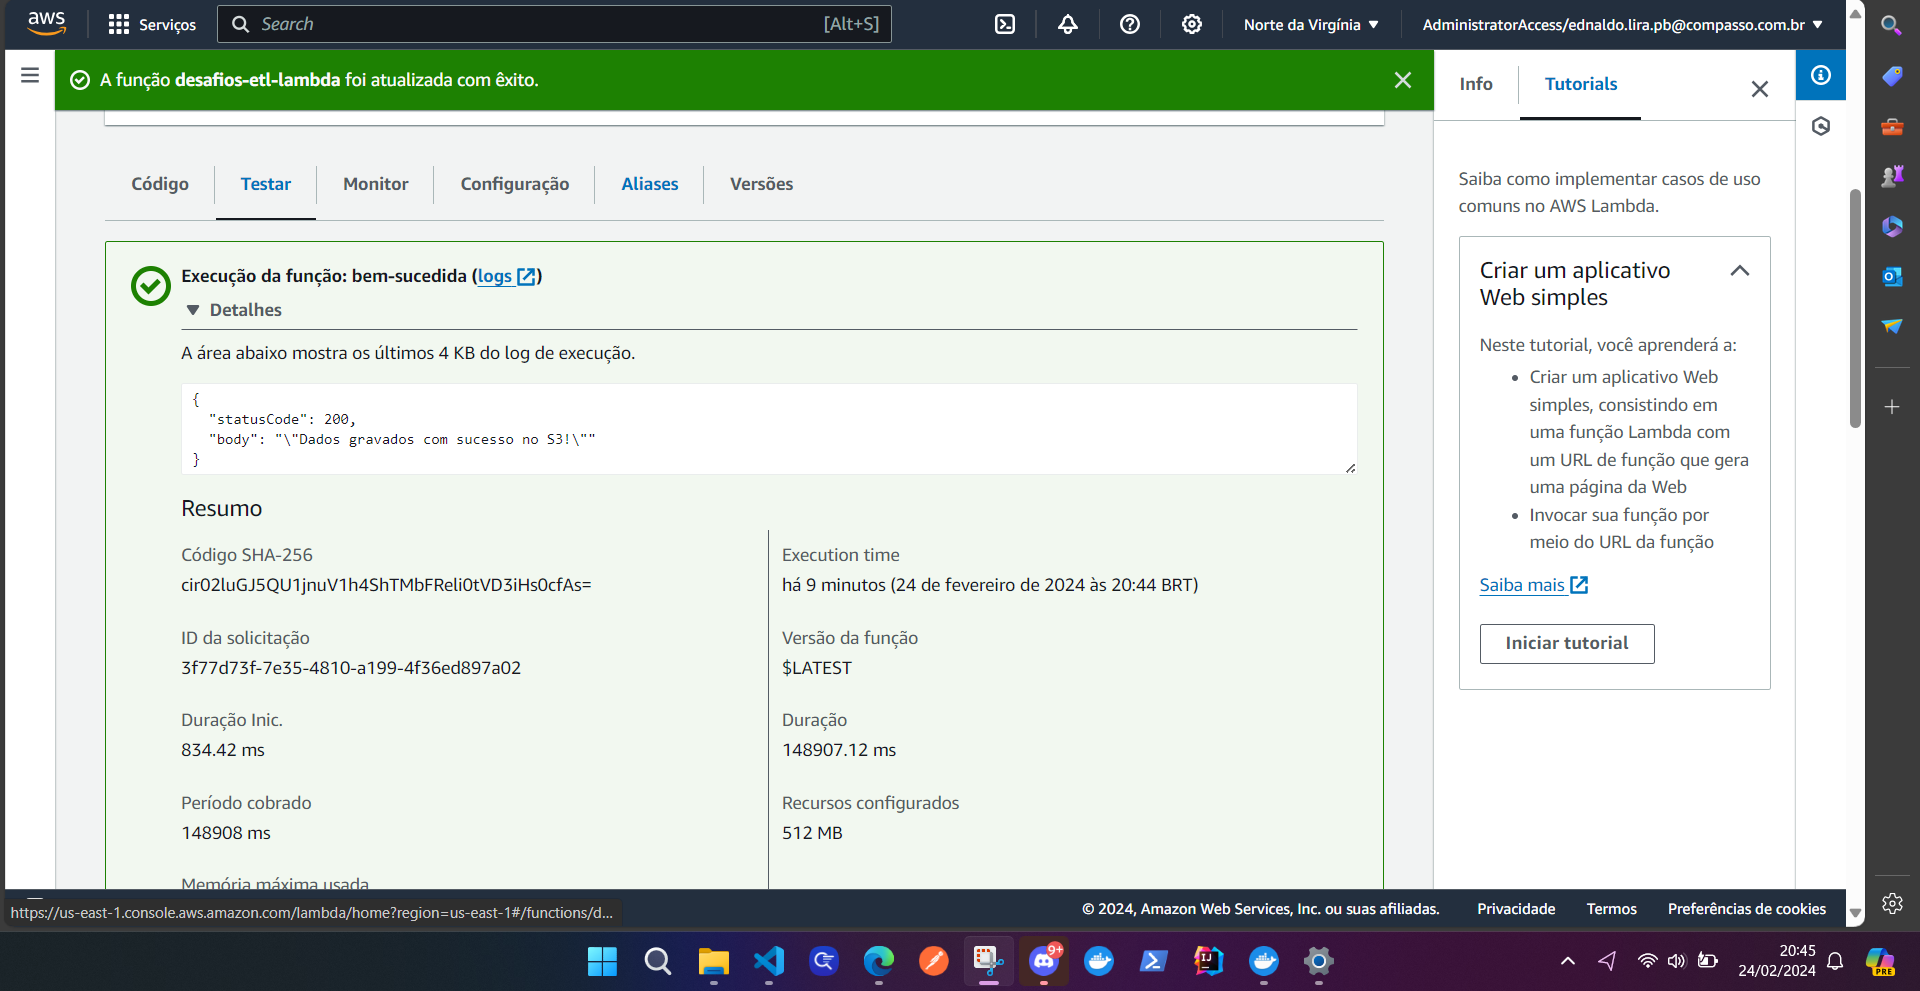 aws
Serviços
Search
[Alt+S]
Norte da Virgínia
AdministratorAccess/ednaldo.lira.pb@compasso.com.br
A função desafios-etl-lambda foi atualizada com êxito.
Info
Tutorials
Código
Testar
Monitor
Configuração
Aliases
Versões
Execução da função: bem-sucedida (logs)
Detalhes
A área abaixo mostra os últimos 4 KB do log de execução.
{
"statusCode": 200,
"body": "\"Dados gravados com sucesso no S3!\""
}
Resumo
Código SHA-256
cir02luGJ5QU1jnuV1h4ShTMbFReli0tVD3iHs0cfAs=
Execution time
há 9 minutos (24 de fevereiro de 2024 às 20:44 BRT)
ID da solicitação
3f77d73f-7e35-4810-a199-4f36ed897a02
Versão da função
$LATEST
Duração Inic.
834.42 ms
Duração
148907.12 ms
Período cobrado
148908 ms
Recursos configurados
512 MB
Memória máxima usada
Saiba como implementar casos de uso
comuns no AWS Lambda.
Criar um aplicativo
Web simples
Neste tutorial, você aprenderá a:
Criar um aplicativo Web
simples, consistindo em
uma função Lambda com
um URL de função que gera
uma página da Web
Invocar sua função por
meio do URL da função
Saiba mais
Iniciar tutorial
https://us-east-1.console.aws.amazon.com/lambda/home?region=us-east-1#/functions/d...
© 2024, Amazon Web Services, Inc. ou suas afiliadas.
Privacidade
Termos
Preferências de cookies
9+
IJ
20:45
24/02/2024
PRE